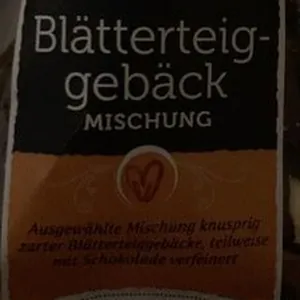 Blätterteig-
gebäck
MISCHUNG
Ausgewählte Mischung knusprig
zarter Blätterteiggebäcke, teilweise
mit Schokolade verfeinert